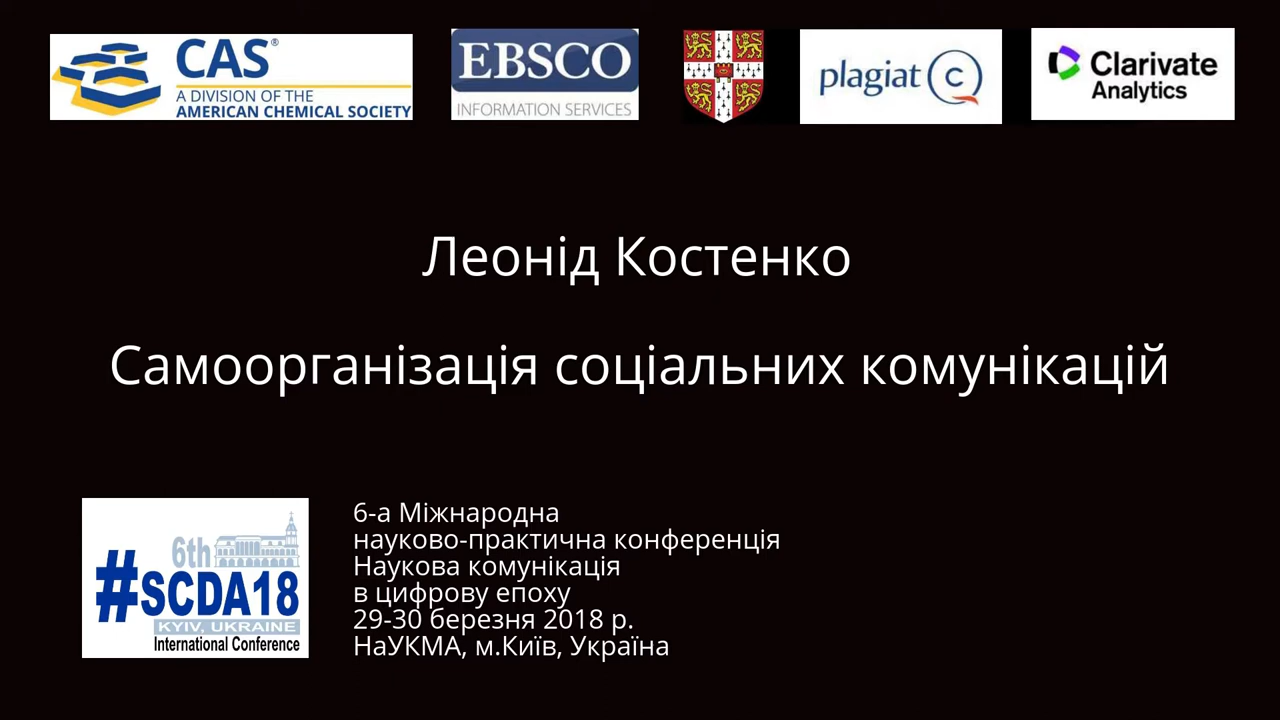 CAS®
A DIVISION OF THE
AMERICAN CHEMICAL SOCIETY
EBSCO
INFORMATION SERVICES
plagiat c
Clarivate
Analytics
Леонід Костенко
Самоорганізація соціальних комунікацій
6th
#SCDA18
KYIV, UKRAINE
International Conference
6-а Міжнародна
науково-практична конференція
Наукова комунікація
в цифрову епоху
29-30 березня 2018 р.
НаУКМА, м.Київ, Україна